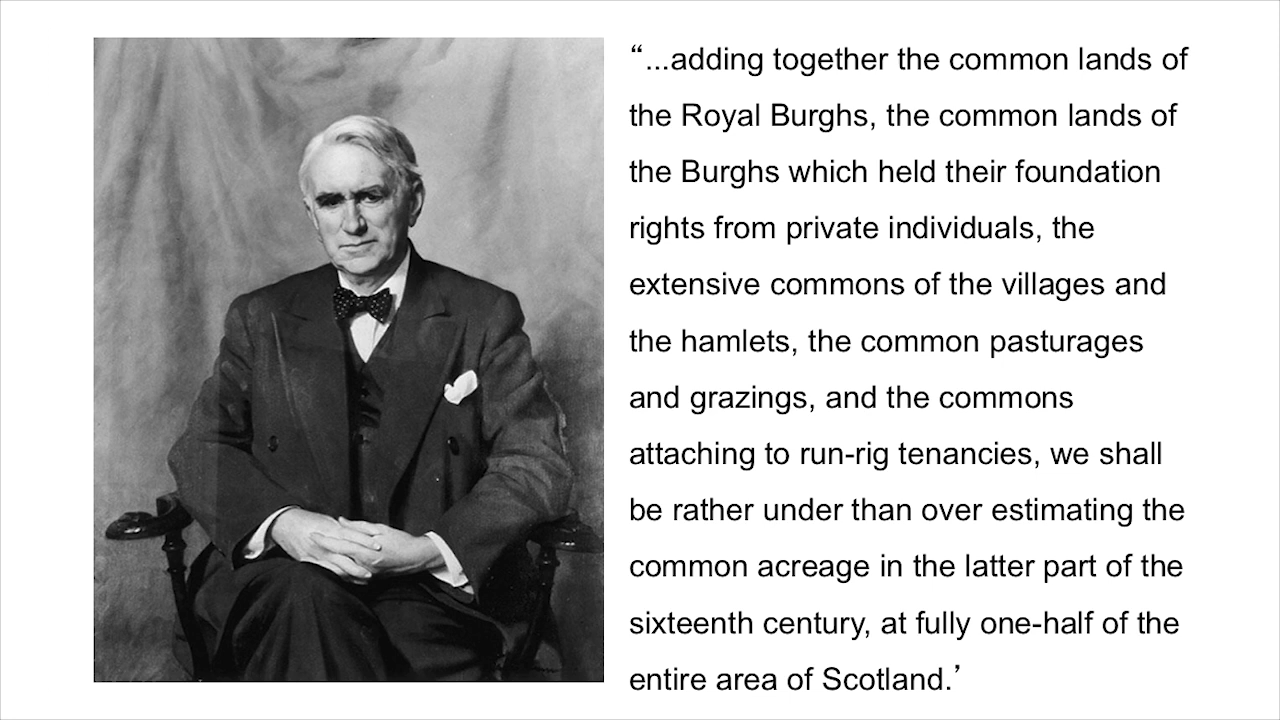 “...adding together the common lands of
the Royal Burghs, the common lands of
the Burghs which held their foundation
rights from private individuals, the
extensive commons of the villages and
the hamlets, the common pasturages
and grazings, and the commons
attaching to run-rig tenancies, we shall
be rather under than over estimating the
common acreage in the latter part of the
sixteenth century, at fully one-half of the
entire area of Scotland.’